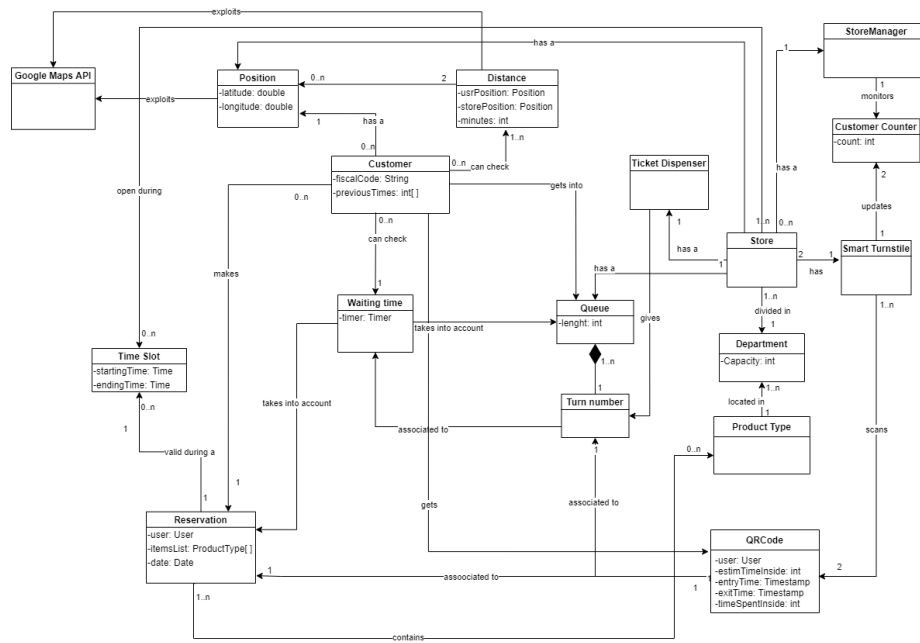 exploits
StoreManager
has a
1
1
Google Maps API
Position
-latitude: double
-longitude: double
0..n
2
Distance
-usrPosition: Position
-storePosition: Position
-minutes: int
monitors
exploits
Customer Counter
-count: int
1
has a
0..n
1..n
can check
0..n
Customer
-fiscalCode: String
-previousTimes: int[ ]
Ticket Dispenser
has a
2
open during
0..n
0..n
gets into
updates
1
1..n
0..n
1
Store
Smart Turnstile
can check
has a
1
2
1
has
makes
has a
1
1..n
1
Waiting time
-timer: Timer
Queue
-lenght: int
takes into account
gives
divided in
1
0..n
Department
-Capacity: int
Time Slot
-startingTime: Time
-endingTime: Time
1..n
1..n
1
Turn number
located in
1
takes into account
0..n
Product Type
1
associated to
1
0..n
scans
valid during a
1
1
gets
associated to
Reservation
-user: User
-itemsList: ProductType[ ]
-date: Date
QRCode
-user: User
-estimTimeInside: int
-entryTime: Timestamp
-exitTime: Timestamp
-timeSpentInside: int
2
1
assoociated to
1
1
1..n
contains